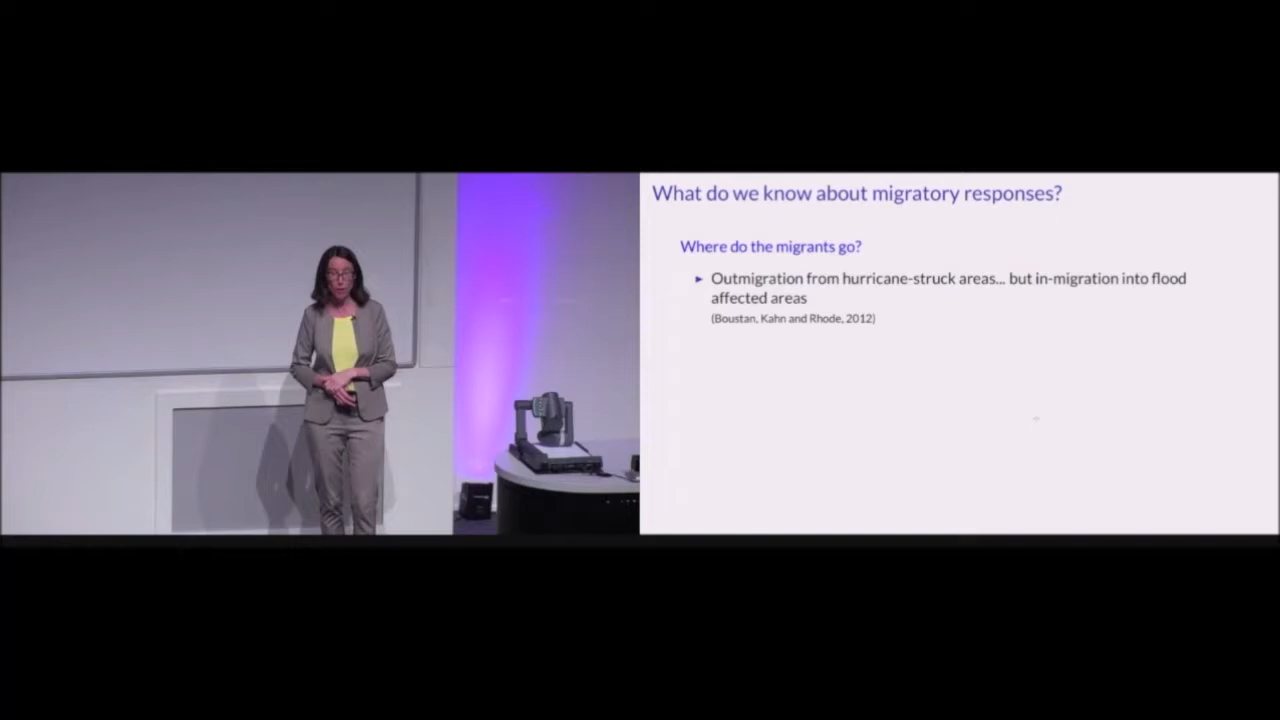 What do we know about migratory responses?
Where do the migrants go?
► Outmigration from hurricane-struck areas... but in-migration into flood
affected areas
(Boustan, Kahn and Rhode, 2012)